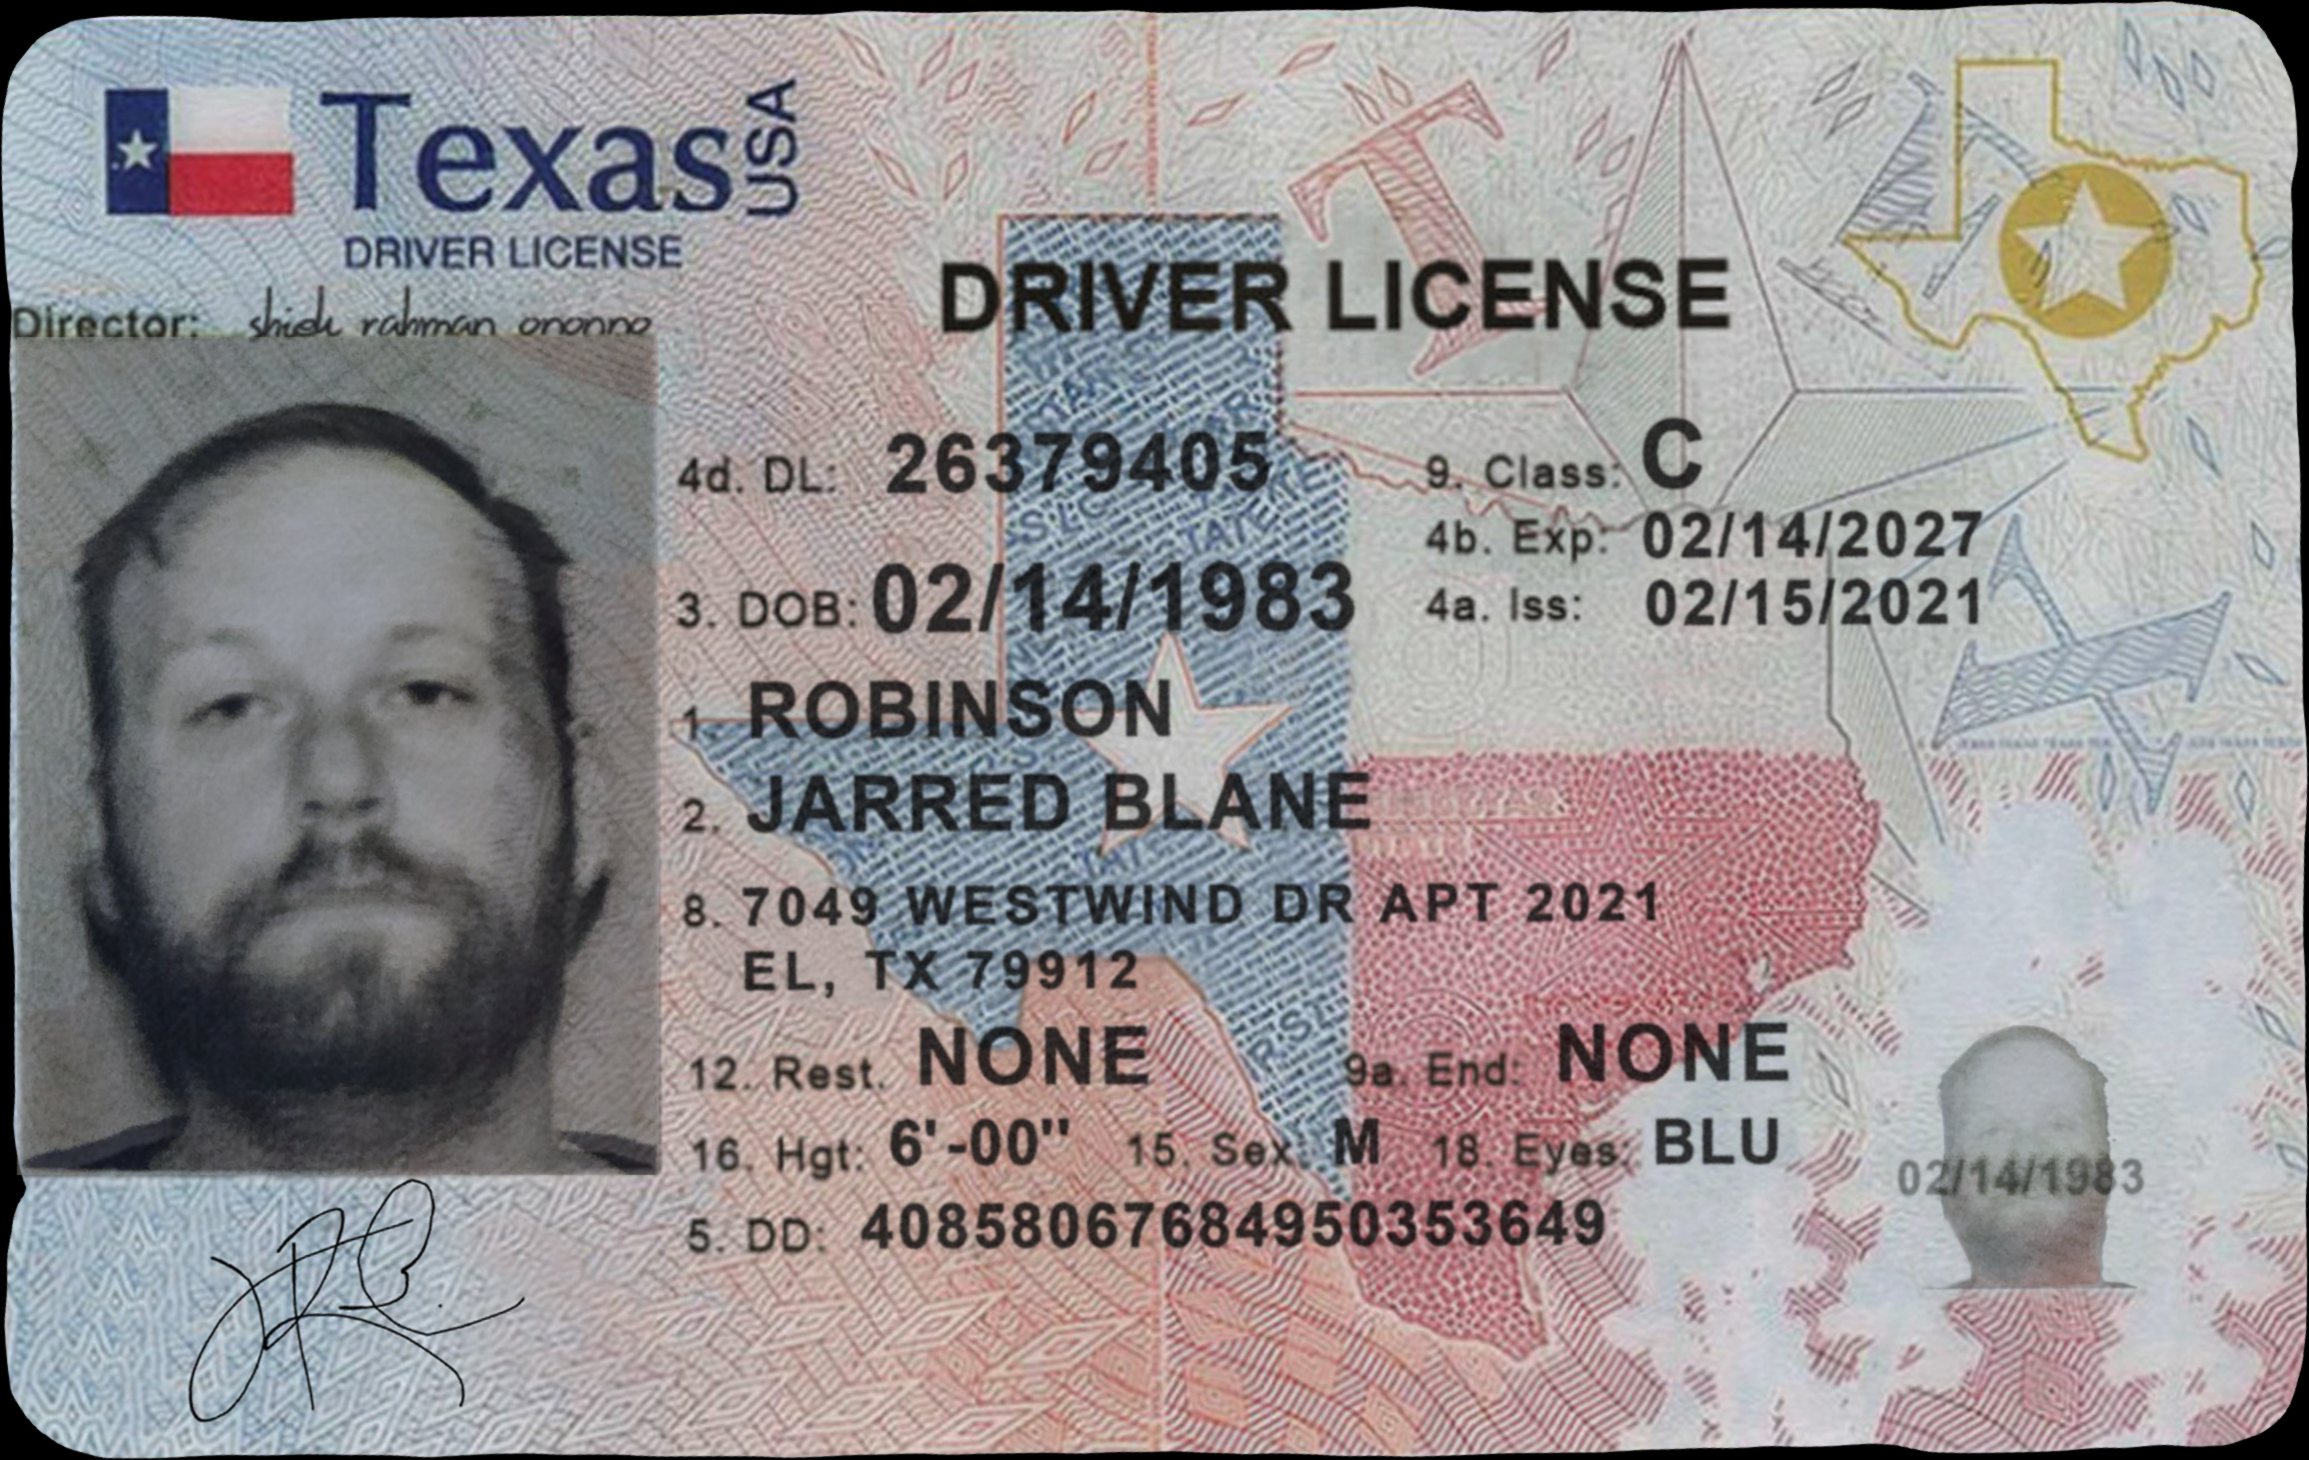 Texas USA
DRIVER LICENSE
Director: shish rahman ononno
DRIVER LICENSE
4d. DL: 26379405
9. Class: C
4b. Exp: 02/14/2027
3. DOB: 02/14/1983
4a. Iss: 02/15/2021
1. ROBINSON
2. JARRED BLANE
8. 7049 WESTWIND DR APT 2021
EL, TX 79912
12. Rest. NONE
9a. End: NONE
16. Hgt: 6'-00" 15. Sex: M 18. Eyes: BLU
02/14/1983
5. DD: 40858067684950353649